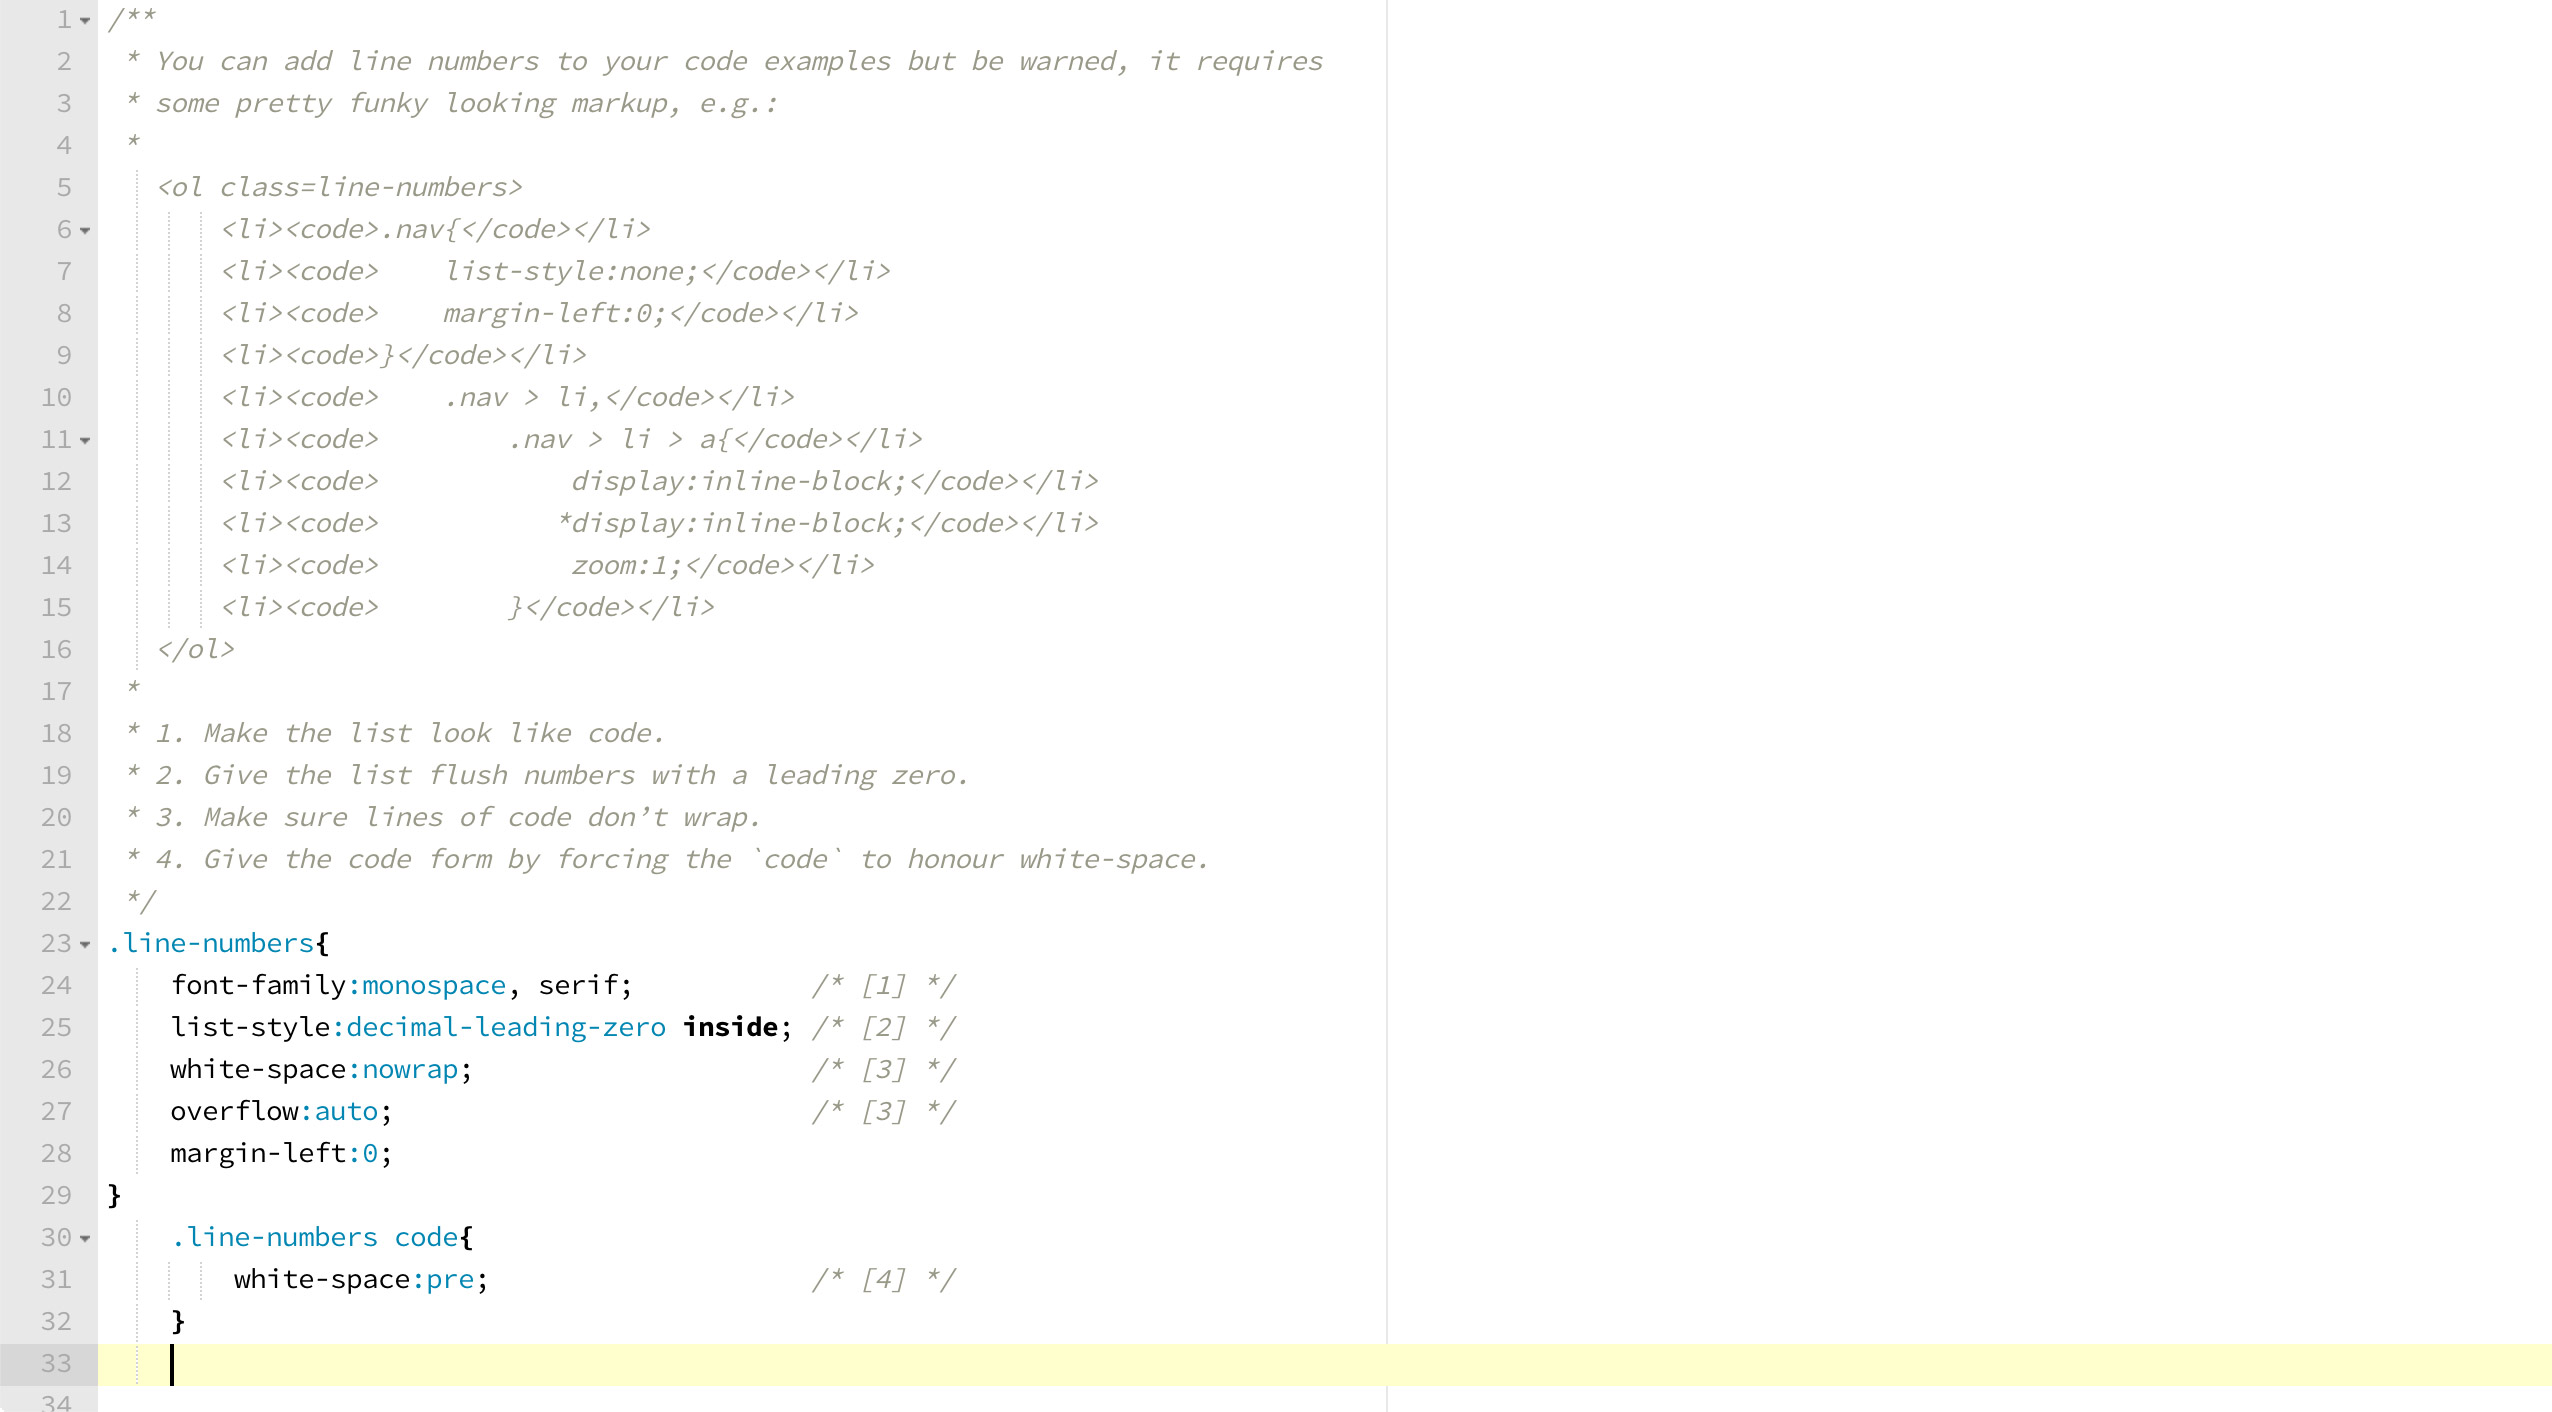 1 /**
2  * You can add line numbers to your code examples but be warned, it requires
3  * some pretty funky looking markup, e.g.:
4  *
5    <ol class=line-numbers>
6        <li><code>.nav{</code></li>
7        <li><code>    list-style:none;</code></li>
8        <li><code>    margin-left:0;</code></li>
9        <li><code>}</code></li>
10        <li><code>    .nav > li,</code></li>
11        <li><code>        .nav > li > a{</code></li>
12        <li><code>            display:inline-block;</code></li>
13        <li><code>           *display:inline-block;</code></li>
14        <li><code>            zoom:1;</code></li>
15        <li><code>        }</code></li>
16    </ol>
17  *
18  * 1. Make the list look like code.
19  * 2. Give the list flush numbers with a leading zero.
20  * 3. Make sure lines of code don’t wrap.
21  * 4. Give the code form by forcing the `code` to honour white-space.
22  */
23 .line-numbers{
24     font-family:monospace, serif;           /* [1] */
25     list-style:decimal-leading-zero inside; /* [2] */
26     white-space:nowrap;                     /* [3] */
27     overflow:auto;                          /* [3] */
28     margin-left:0;
29 }
30     .line-numbers code{
31         white-space:pre;                    /* [4] */
32     }
33
34